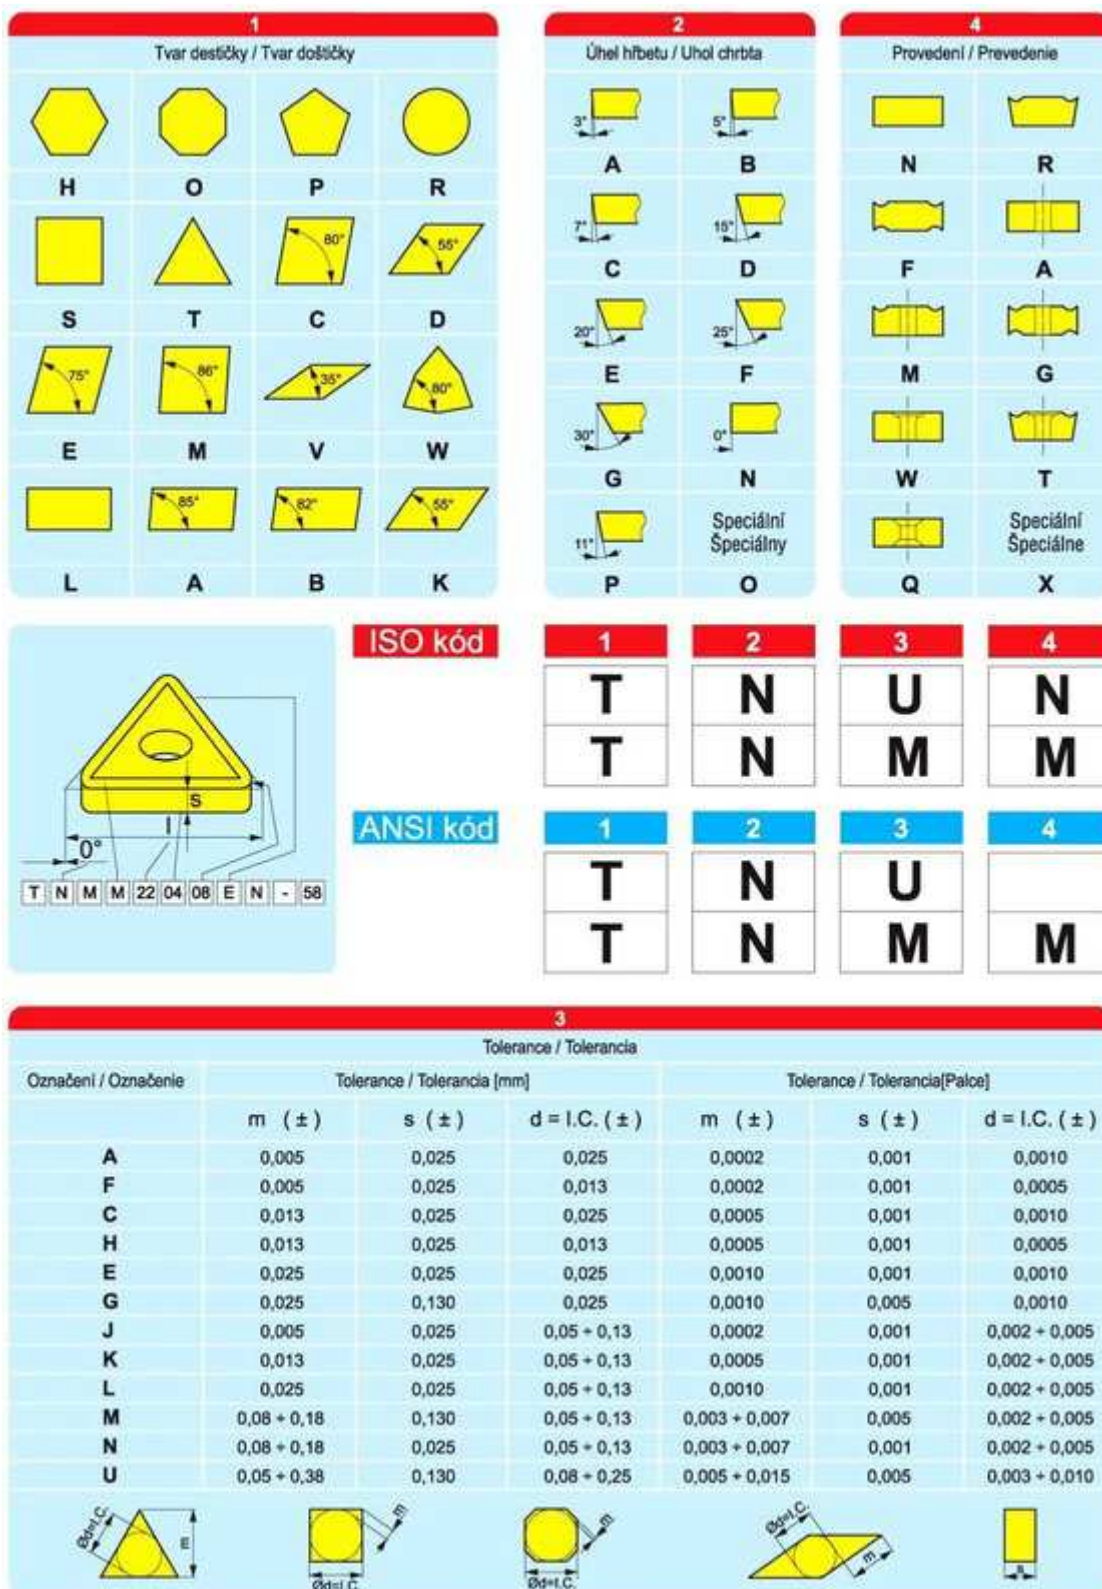 1
Tvar destičky / Tvar doštičky
H O P R
80° 55°
S T C D
75° 86° 35° 80°
E M V W
85° 82° 55°
L A B K
2
Úhel hřbetu / Uhol chrbta
3° 5°
A B
7° 15°
C D
20° 25°
E F
30° 0°
G N
11° Speciální
Špeciálny
P O
4
Provedení / Prevedenie
N R
F A
M G
W T
Speciální
Špeciálne
Q X
ISO kód 1 2 3 4
T N U N
T N M M
ANSI kód 1 2 3 4
T N U
T N M M
s
l
0°
T N M M 22 04 08 E N - 58
3
Tolerance / Tolerancia
Označení / Označenie Tolerance / Tolerancia [mm] Tolerance / Tolerancia[Palce]
m (±) s (±) d = I.C. (±) m (±) s (±) d = I.C. (±)
A 0,005 0,025 0,025 0,0002 0,001 0,0010
F 0,005 0,025 0,013 0,0002 0,001 0,0005
C 0,013 0,025 0,025 0,0005 0,001 0,0010
H 0,013 0,025 0,013 0,0005 0,001 0,0005
E 0,025 0,025 0,025 0,0010 0,001 0,0010
G 0,025 0,130 0,025 0,0010 0,005 0,0010
J 0,005 0,025 0,05 ÷ 0,13 0,0002 0,001 0,002 ÷ 0,005
K 0,013 0,025 0,05 ÷ 0,13 0,0005 0,001 0,002 ÷ 0,005
L 0,025 0,025 0,05 ÷ 0,13 0,0010 0,001 0,002 ÷ 0,005
M 0,08 ÷ 0,18 0,130 0,05 ÷ 0,13 0,003 ÷ 0,007 0,005 0,002 ÷ 0,005
N 0,08 ÷ 0,18 0,025 0,05 ÷ 0,13 0,003 ÷ 0,007 0,001 0,002 ÷ 0,005
U 0,05 ÷ 0,38 0,130 0,08 ÷ 0,25 0,005 ÷ 0,015 0,005 0,003 ÷ 0,010
Ød=I.C. m m m Ød=I.C. m s
Ød=I.C. Ød=I.C.